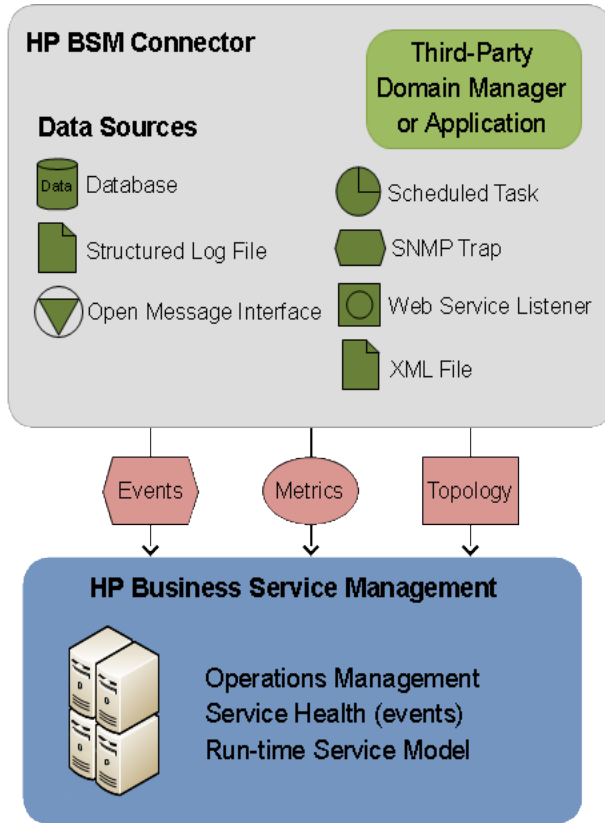 HP BSM Connector
Third-Party
Domain Manager
or Application
Data Sources
Data
Database
Structured Log File
Open Message Interface
Scheduled Task
SNMP Trap
Web Service Listener
XML File
Events
Metrics
Topology
HP Business Service Management
Operations Management
Service Health (events)
Run-time Service Model